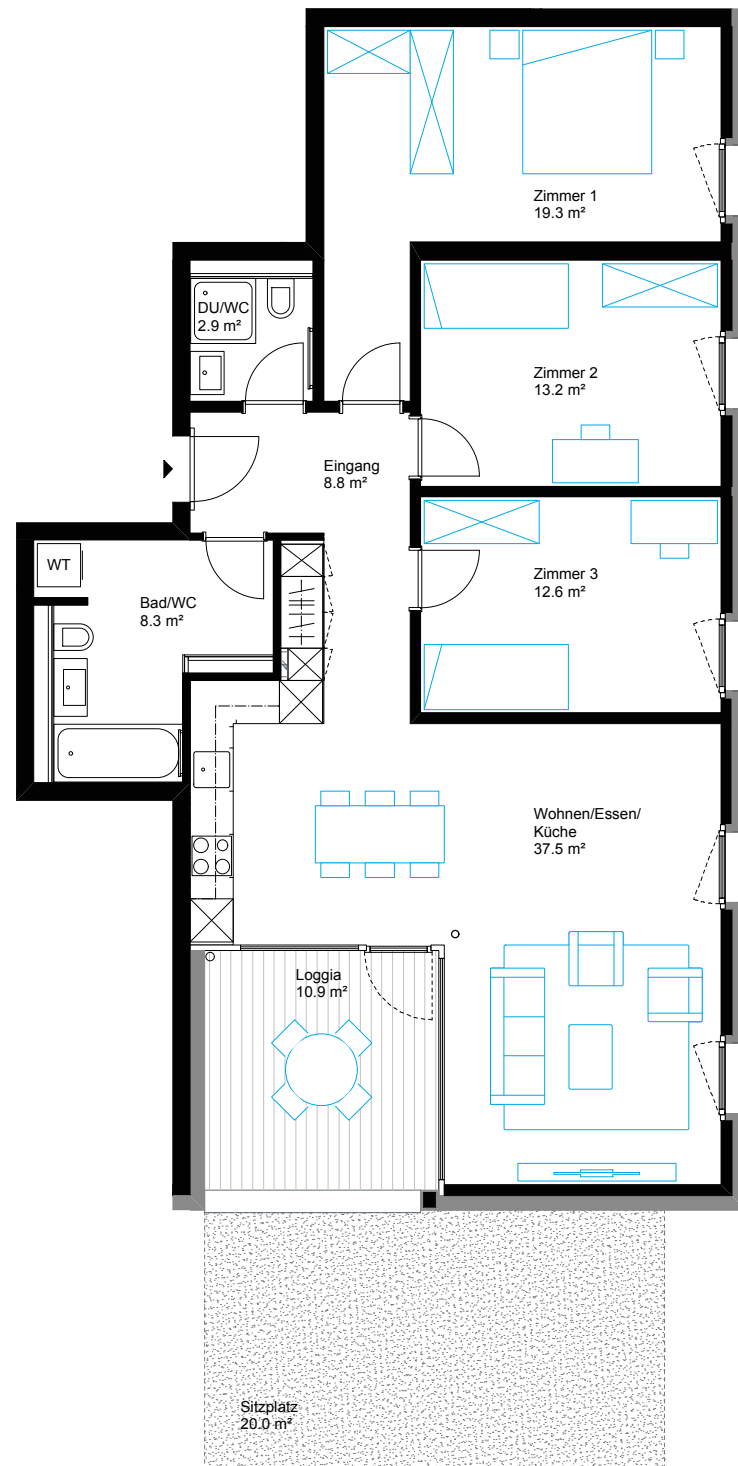 Zimmer 1
19.3 m²
DU/WC
2.9 m²
Zimmer 2
13.2 m²
Eingang
8.8 m²
WT
Zimmer 3
12.6 m²
Bad/WC
8.3 m²
Wohnen/Essen/
Küche
37.5 m²
Loggia
10.9 m²
Sitzplatz
20.0 m²